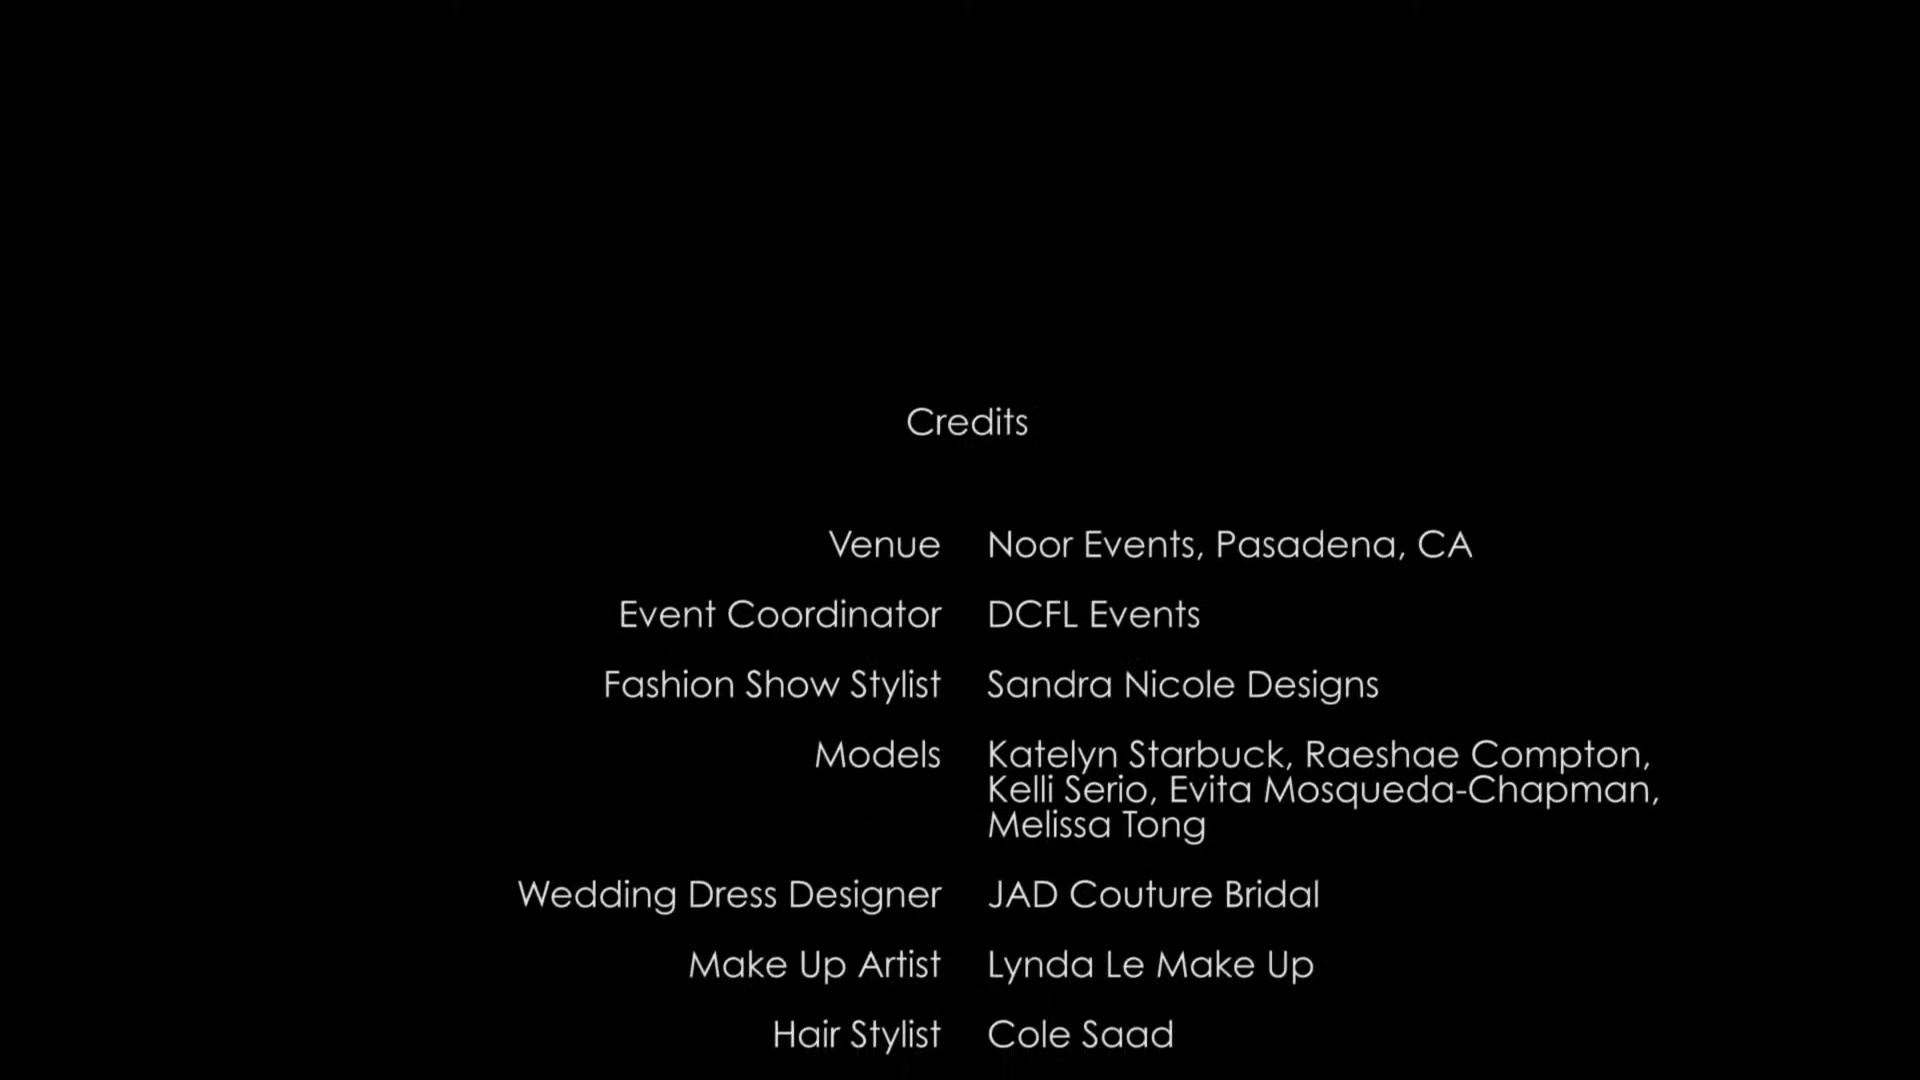 Credits
Venue Noor Events, Pasadena, CA
Event Coordinator DCFL Events
Fashion Show Stylist Sandra Nicole Designs
Models Katelyn Starbuck, Raeshae Compton,
Kelli Serio, Evita Mosqueda-Chapman,
Melissa Tong
Wedding Dress Designer JAD Couture Bridal
Make Up Artist Lynda Le Make Up
Hair Stylist Cole Saad